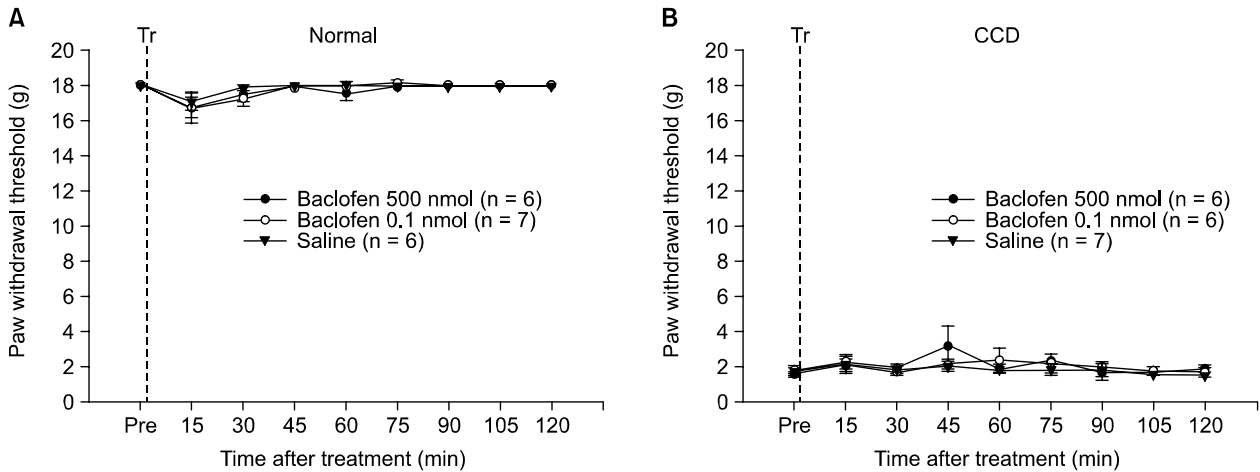 A
Tr
Normal
Paw withdrawal threshold (g)
20
18
16
14
12
10
8
6
4
2
0
Baclofen 500 nmol (n = 6)
Baclofen 0.1 nmol (n = 7)
Saline (n = 6)
Pre 15 30 45 60 75 90 105 120
Time after treatment (min)
B
Tr
CCD
Paw withdrawal threshold (g)
20
18
16
14
12
10
8
6
4
2
0
Baclofen 500 nmol (n = 6)
Baclofen 0.1 nmol (n = 6)
Saline (n = 7)
Pre 15 30 45 60 75 90 105 120
Time after treatment (min)